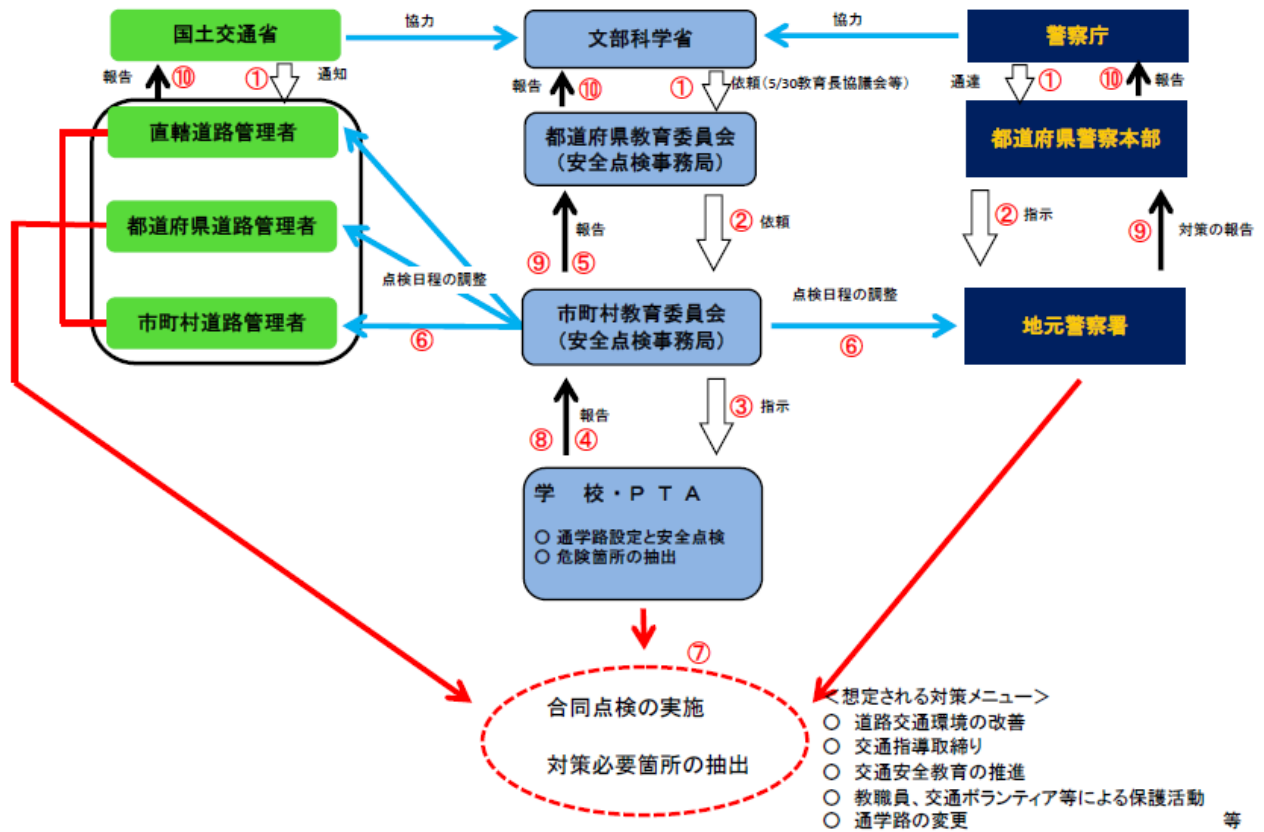 国土交通省
協力
文部科学省
協力
警察庁
報告
⑩
①
通知
報告
⑩
①
依頼(5/30教育長協議会等)
通達
①
⑩
報告
直轄道路管理者
都道府県教育委員会
(安全点検事務局)
都道府県警察本部
都道府県道路管理者
報告
⑨
⑤
②
依頼
②
指示
⑨
対策の報告
点検日程の調整
点検日程の調整
市町村道路管理者
⑥
市町村教育委員会
(安全点検事務局)
⑥
地元警察署
報告
⑧
④
③
指示
学 校・PTA
○ 通学路設定と安全点検
○ 危険箇所の抽出
⑦
合同点検の実施
対策必要箇所の抽出
<想定される対策メニュー>
○ 道路交通環境の改善
○ 交通指導取締り
○ 交通安全教育の推進
○ 教職員、交通ボランティア等による保護活動
○ 通学路の変更 等